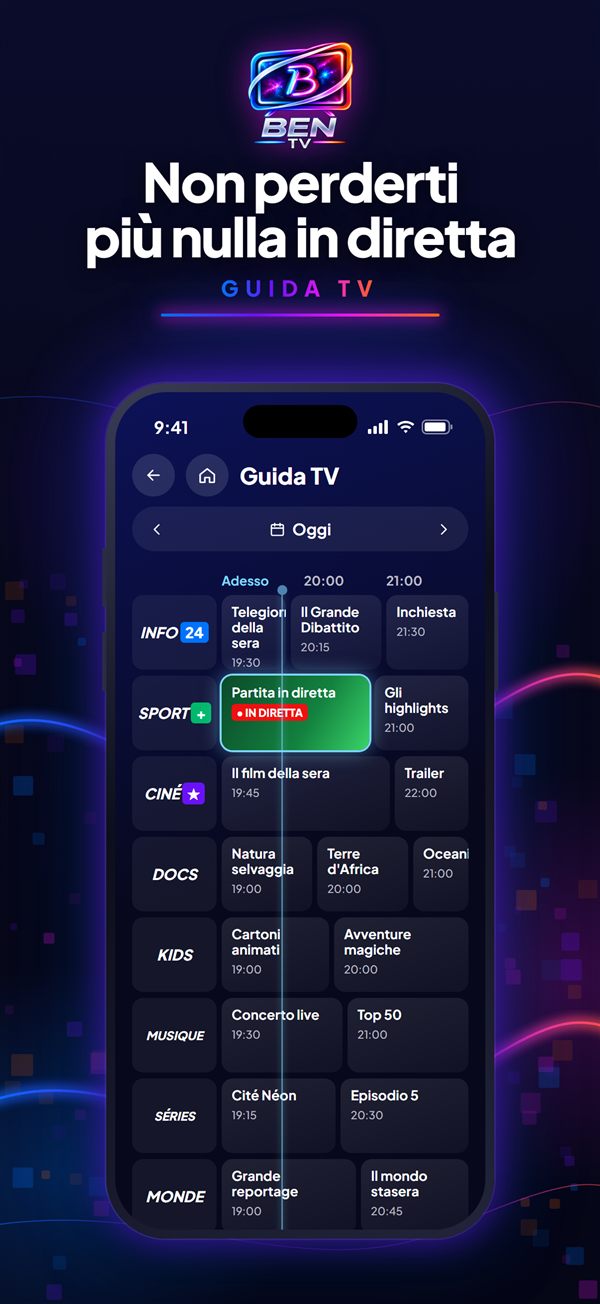 B
BEN
TV
Non perderti
più nulla in diretta
GUIDA TV
9:41
Guida TV
Oggi
Adesso 20:00 21:00
INFO 24
Telegior
della
sera
19:30
Il Grande
Dibattito
20:15
Inchiesta
21:30
SPORT +
Partita in diretta
• IN DIRETTA
Gli
highlights
21:00
CINÉ
Il film della sera
19:45
Trailer
22:00
DOCS
Natura
selvaggia
19:00
Terre
d'Africa
20:00
Oceani
21:00
KIDS
Cartoni
animati
19:00
Avventure
magiche
20:00
MUSIQUE
Concerto live
19:30
Top 50
21:00
SÉRIES
Cité Néon
19:15
Episodio 5
20:30
MONDE
Grande
reportage
19:00
Il mondo
stasera
20:45